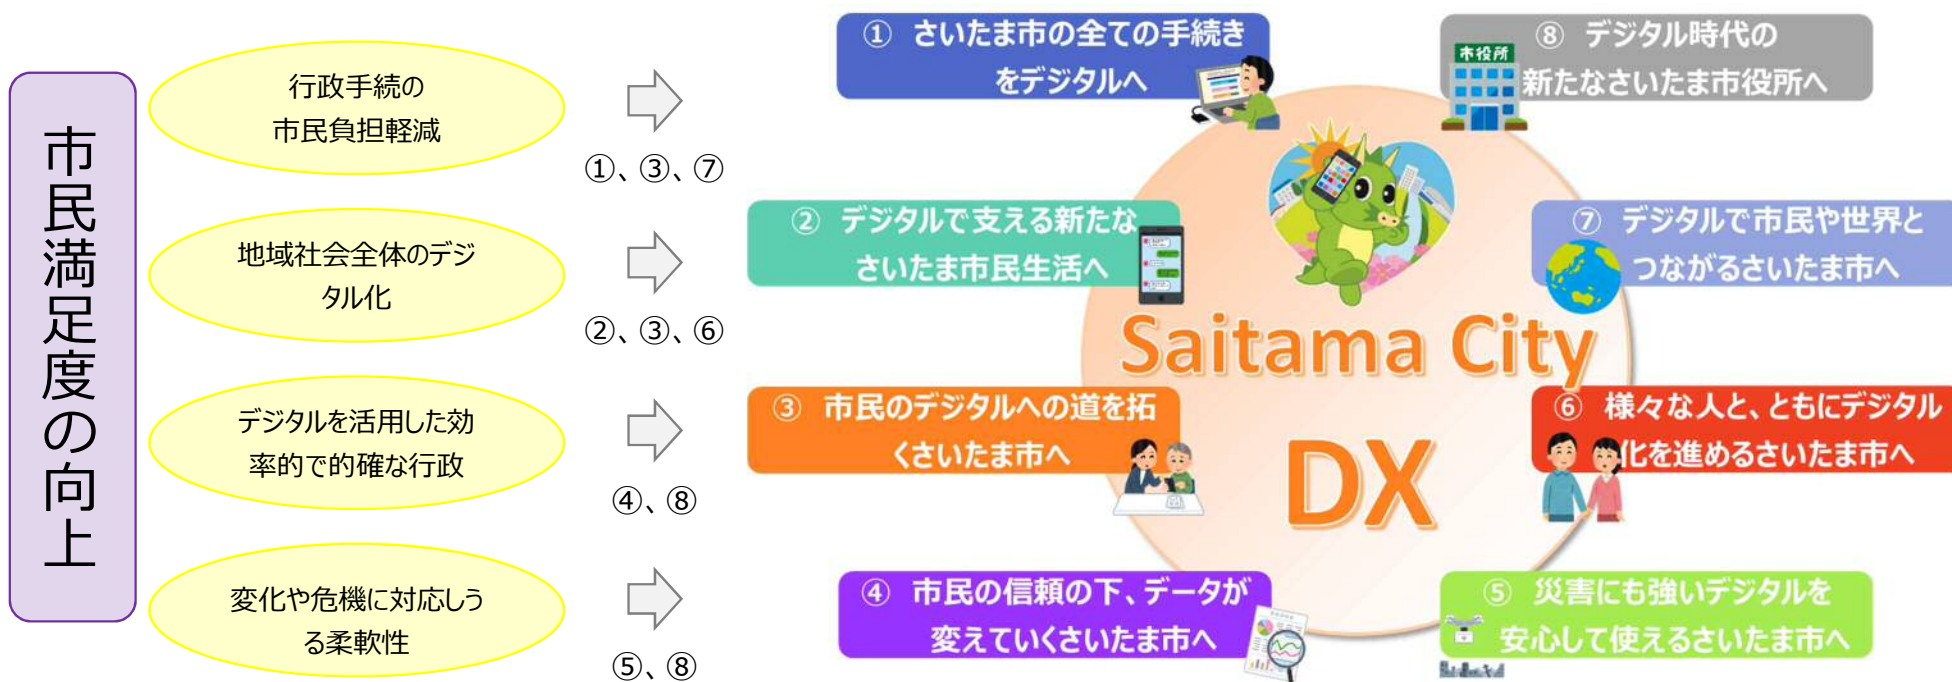 市民満足度の向上
行政手続の
市民負担軽減
①、③、⑦
地域社会全体のデジ
タル化
②、③、⑥
デジタルを活用した効
率的で的確な行政
④、⑧
変化や危機に対応しう
る柔軟性
⑤、⑧
① さいたま市の全ての手続き
をデジタルへ
② デジタルで支える新たな
さいたま市民生活へ
③ 市民のデジタルへの道を拓
くさいたま市へ
④ 市民の信頼の下、データが
変えていくさいたま市へ
Saitama City
DX
⑧ デジタル時代の
新たなさいたま市役所へ
市役所
⑦ デジタルで市民や世界と
つながるさいたま市へ
⑥ 様々な人と、ともにデジタル
化を進めるさいたま市へ
⑤ 災害にも強いデジタルを
安心して使えるさいたま市へ